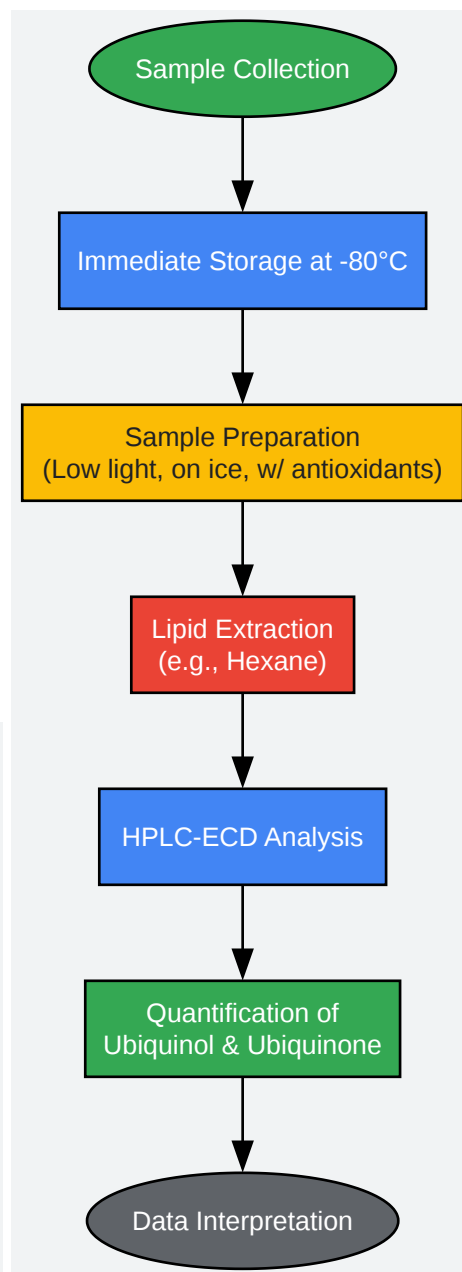 Sample Collection
Immediate Storage at -80°C
Sample Preparation
(Low light, on ice, w/ antioxidants)
Lipid Extraction
(e.g., Hexane)
HPLC-ECD Analysis
Quantification of
Ubiquinol & Ubiquinone
Data Interpretation